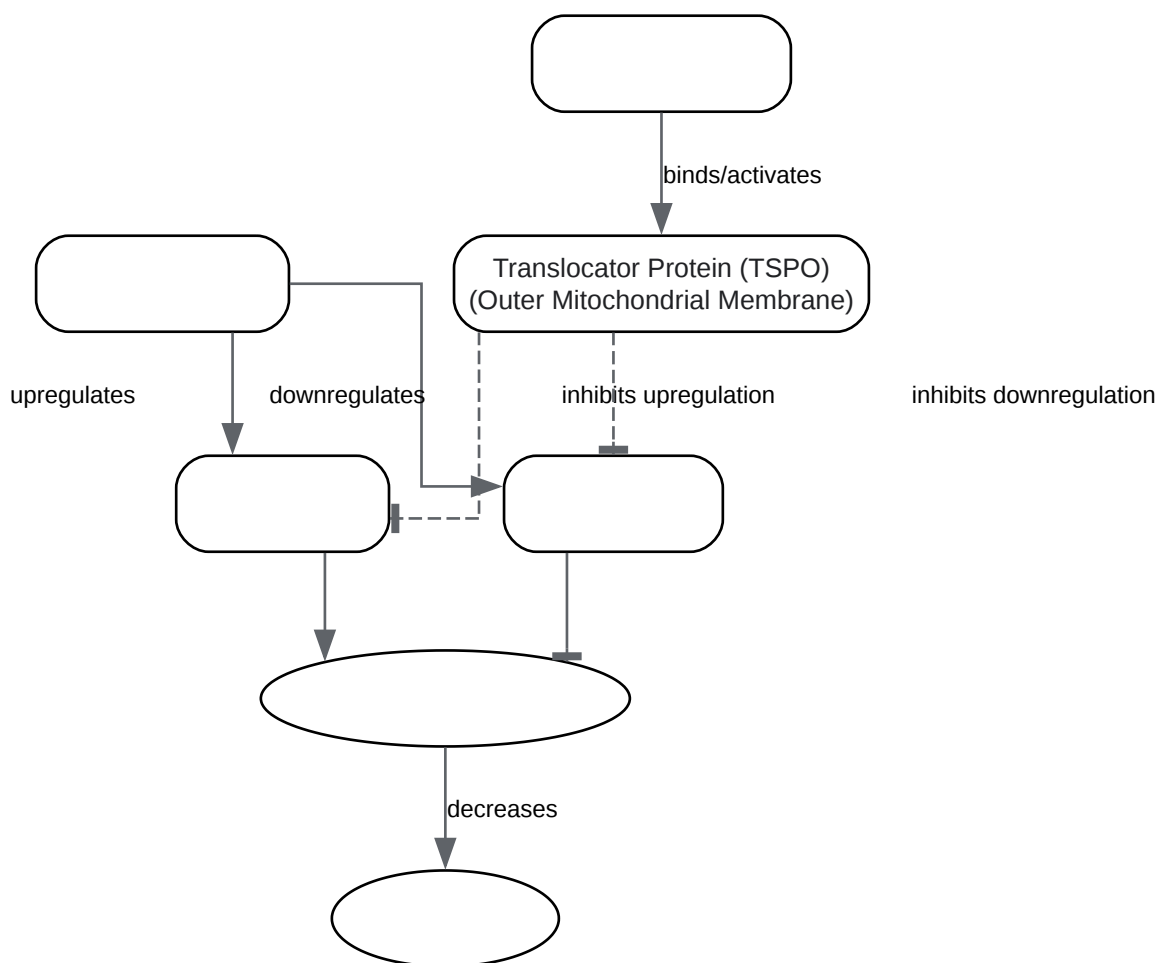 binds/activates
Translocator Protein (TSPO)
(Outer Mitochondrial Membrane)
upregulates
downregulates
inhibits upregulation
inhibits downregulation
decreases